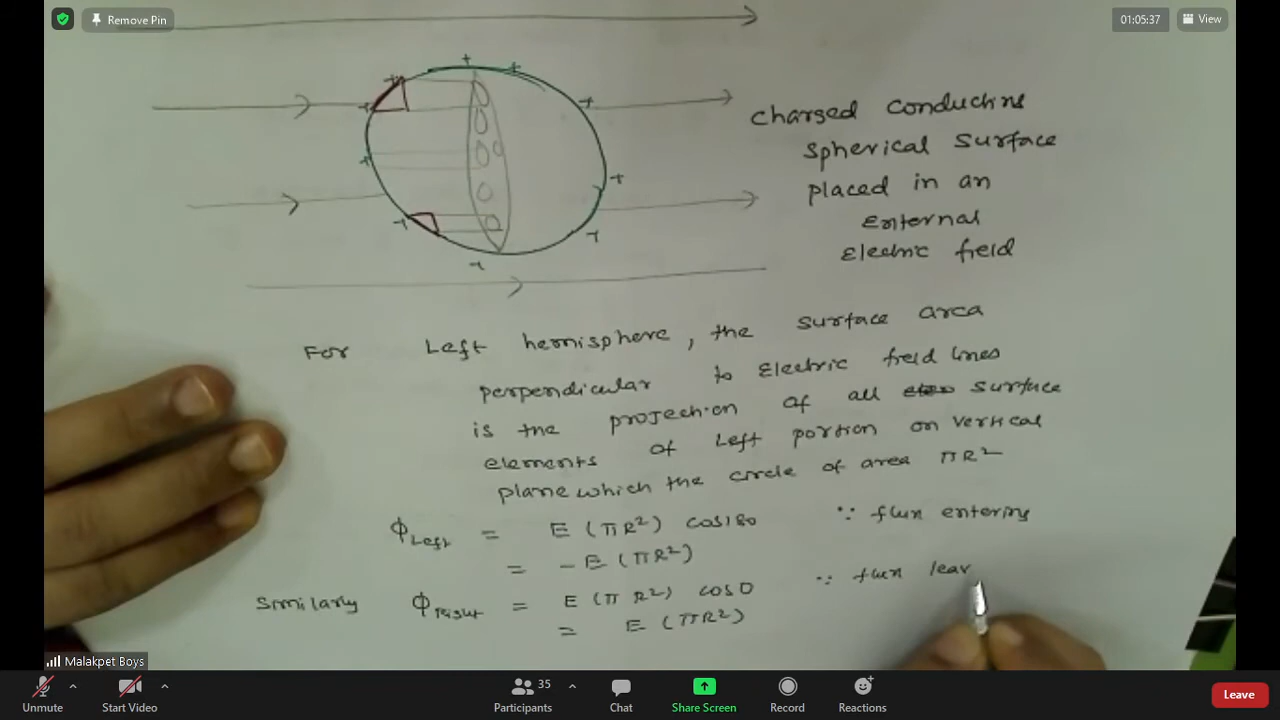 Remove Pin
01:05:37
View
Charged Conducting
Spherical Surface
placed in an
External
Electric field
For Left hemisphere, the surface area
perpendicular to Electric field lines
is the projection of all surface
elements of Left portion on vertical
plane which the circle of area πR²
ΦLeft = E (πR²) cos180 ∵ flux entering
= - E (πR²)
Similarly ΦRight = E (πR²) cos0 ∵ flux leav
= E (πR²)
Malakpet Boys
Unmute
Start Video
35
Participants
Chat
Share Screen
Record
Reactions
Leave